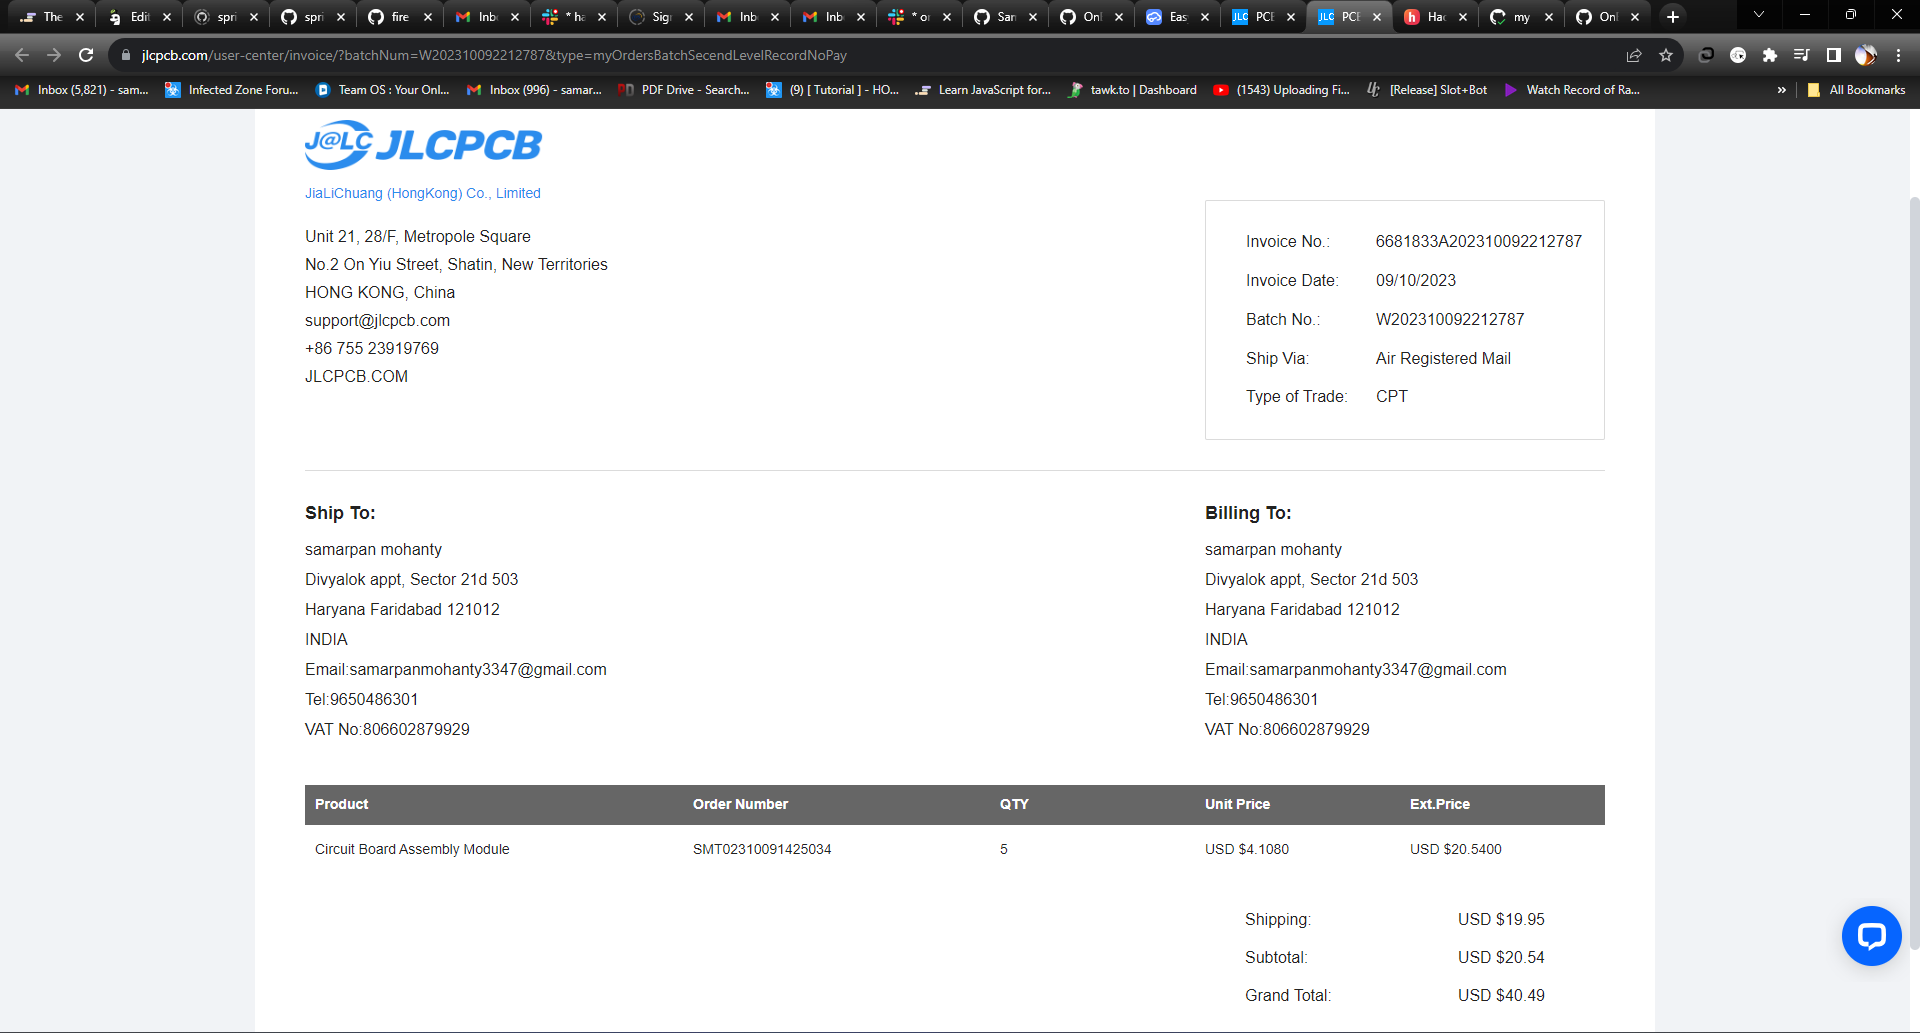 The
Edit
spri
spri
fire
Inb
* ha
Sig
Inb
Inb
* or
San
Onl
Eas
PCB
PCB
Hac
my
Onl
jlcpcb.com/user-center/invoice/?batchNum=W202310092212787&type=myOrdersBatchSecendLevelRecordNoPay
Inbox (5,821) - sam...
Infected Zone Foru...
Team OS : Your Onl...
Inbox (996) - samar...
PDF Drive - Search...
(9) [ Tutorial ] - HO...
Learn JavaScript for...
tawk.to | Dashboard
(1543) Uploading Fi...
[Release] Slot+Bot
Watch Record of Ra...
»
All Bookmarks
J@LC JLCPCB
JiaLiChuang (HongKong) Co., Limited
Unit 21, 28/F, Metropole Square
No.2 On Yiu Street, Shatin, New Territories
HONG KONG, China
support@jlcpcb.com
+86 755 23919769
JLCPCB.COM
Invoice No.: 6681833A202310092212787
Invoice Date: 09/10/2023
Batch No.: W202310092212787
Ship Via: Air Registered Mail
Type of Trade: CPT
Ship To:
samarpan mohanty
Divyalok appt, Sector 21d 503
Haryana Faridabad 121012
INDIA
Email:samarpanmohanty3347@gmail.com
Tel:9650486301
VAT No:806602879929
Billing To:
samarpan mohanty
Divyalok appt, Sector 21d 503
Haryana Faridabad 121012
INDIA
Email:samarpanmohanty3347@gmail.com
Tel:9650486301
VAT No:806602879929
Product Order Number QTY Unit Price Ext.Price
Circuit Board Assembly Module SMT02310091425034 5 USD $4.1080 USD $20.5400
Shipping: USD $19.95
Subtotal: USD $20.54
Grand Total: USD $40.49